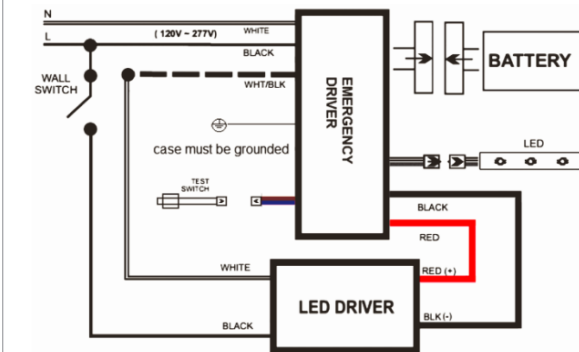 N
(120V ~ 277V)
WHITE
L
BLACK
WALL
SWITCH
WHT/BLK
EMERGENCY
DRIVER
BATTERY
case must be grounded
LED
TEST
SWITCH
BLACK
RED
WHITE
RED (+)
LED DRIVER
BLACK
BLK (-)